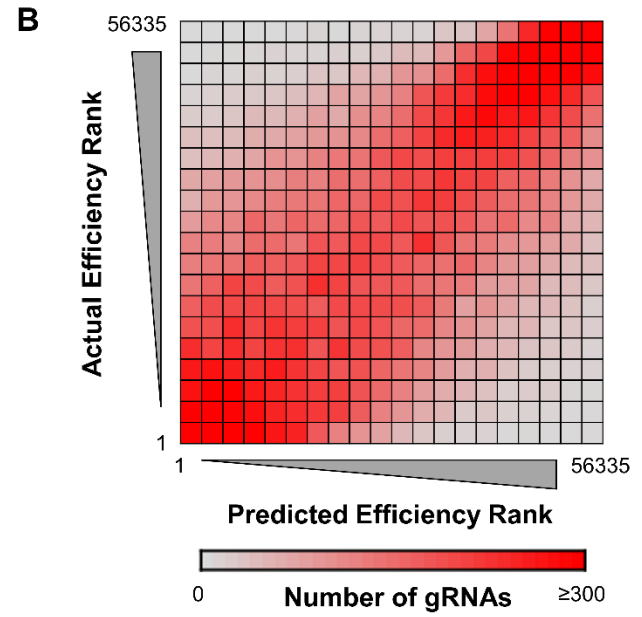 B
56335
Actual Efficiency Rank
1
1
56335
Predicted Efficiency Rank
0
Number of gRNAs
≥300